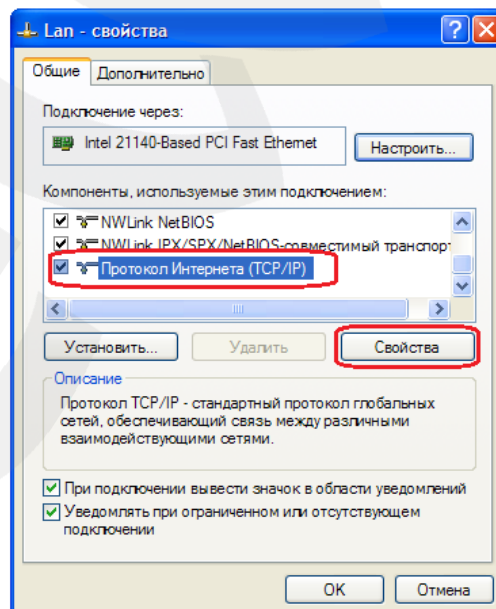 Lan - свойства
Общие
Дополнительно
Подключение через:
Intel 21140-Based PCI Fast Ethernet
Настроить...
Компоненты, используемые этим подключением:
NWLink NetBIOS
NWLink IPX/SPX/NetBIOS-совместимый транспорт
Протокол Интернета (TCP/IP)
Установить...
Удалить
Свойства
Описание
Протокол TCP/IP - стандартный протокол глобальных
сетей, обеспечивающий связь между различными
взаимодействующими сетями.
При подключении вывести значок в области уведомлений
Уведомлять при ограниченном или отсутствующем
подключении
OK
Отмена